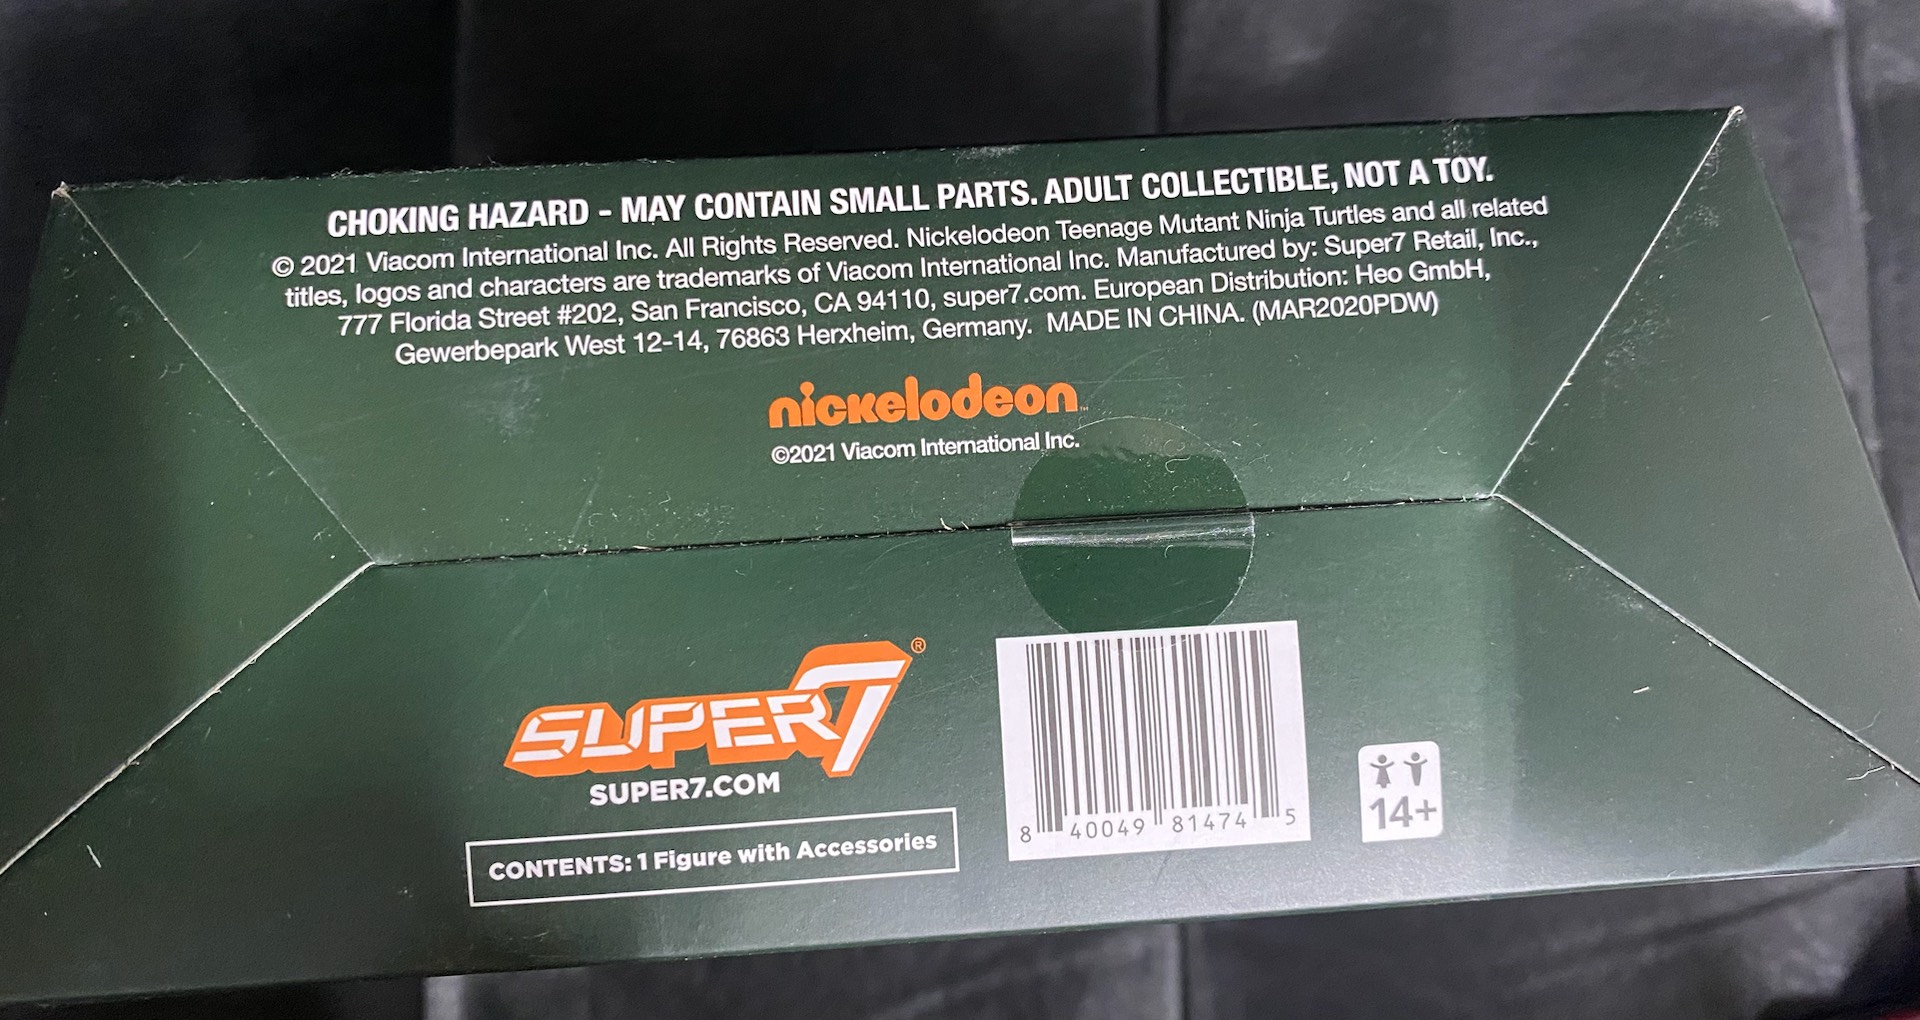 CHOKING HAZARD - MAY CONTAIN SMALL PARTS. ADULT COLLECTIBLE, NOT A TOY.
© 2021 Viacom International Inc. All Rights Reserved. Nickelodeon Teenage Mutant Ninja Turtles and all related
titles, logos and characters are trademarks of Viacom International Inc. Manufactured by: Super7 Retail, Inc.,
777 Florida Street #202, San Francisco, CA 94110, super7.com. European Distribution: Heo GmbH,
Gewerbepark West 12-14, 76863 Herxheim, Germany. MADE IN CHINA. (MAR2020PDW)
nickelodeon™
©2021 Viacom International Inc.
SUPER7®
SUPER7.COM
CONTENTS: 1 Figure with Accessories
8 40049 81474 5
14+